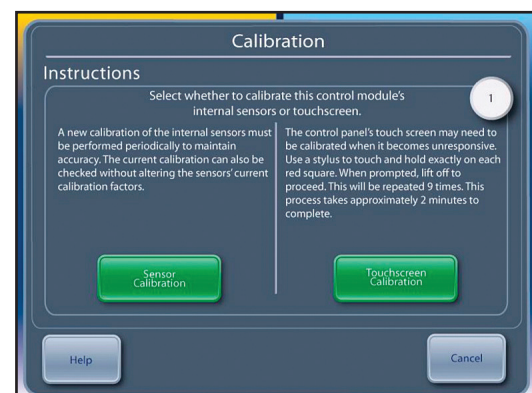 Calibration
Instructions
Select whether to calibrate this control module's
internal sensors or touchscreen.
1
A new calibration of the internal sensors must
be performed periodically to maintain
accuracy. The current calibration can also be
checked without altering the sensors' current
calibration factors.
The control panel's touch screen may need to
be calibrated when it becomes unresponsive.
Use a stylus to touch and hold exactly on each
red square. When prompted, lift off to
proceed. This will be repeated 9 times. This
process takes approximately 2 minutes to
complete.
Sensor
Calibration
Touchscreen
Calibration
Help
Cancel